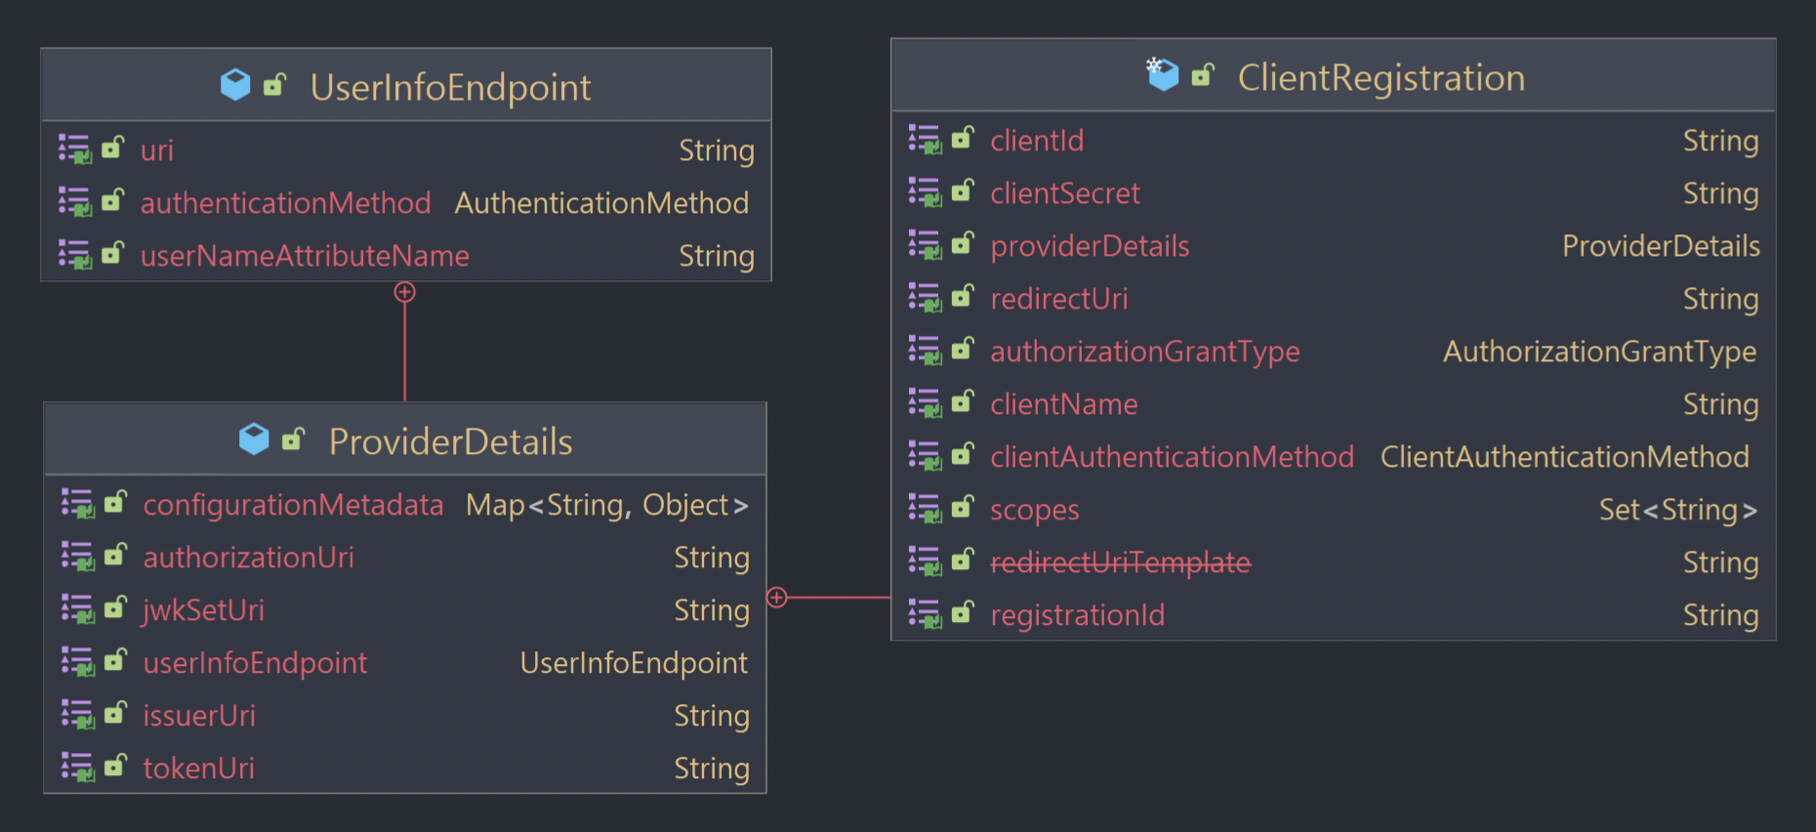 UserInfoEndpoint
uri String
authenticationMethod AuthenticationMethod
userNameAttributeName String
ProviderDetails
configurationMetadata Map<String, Object>
authorizationUri String
jwkSetUri String
userInfoEndpoint UserInfoEndpoint
issuerUri String
tokenUri String
ClientRegistration
clientId String
clientSecret String
providerDetails ProviderDetails
redirectUri String
authorizationGrantType AuthorizationGrantType
clientName String
clientAuthenticationMethod ClientAuthenticationMethod
scopes Set<String>
redirectUriTemplate String
registrationId String